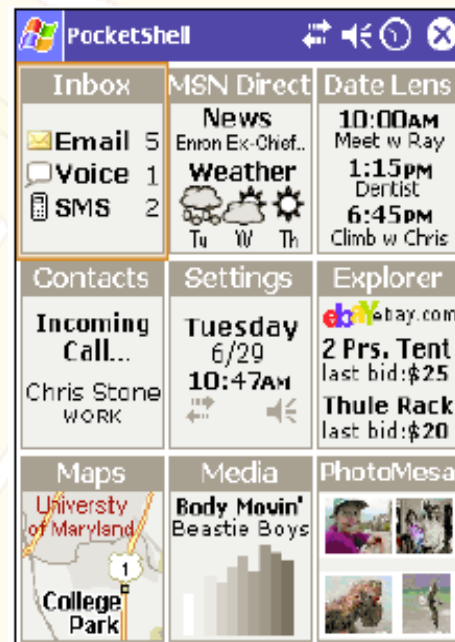 PocketShell
Inbox
Email 5
Voice 1
SMS 2
MSN Direct
News
Enron Ex-Chief..
Weather
Tu W Th
Date Lens
10:00AM
Meet w Ray
1:15PM
Dentist
6:45PM
Climb w Chris
Contacts
Incoming
Call...
Chris Stone
WORK
Settings
Tuesday
6/29
10:47AM
Explorer
ebay ebay.com
2 Prs. Tent
last bid:$25
Thule Rack
last bid:$20
Maps
University
of Maryland
1
College
Park
Media
Body Movin'
Beastie Boys
PhotoMesa